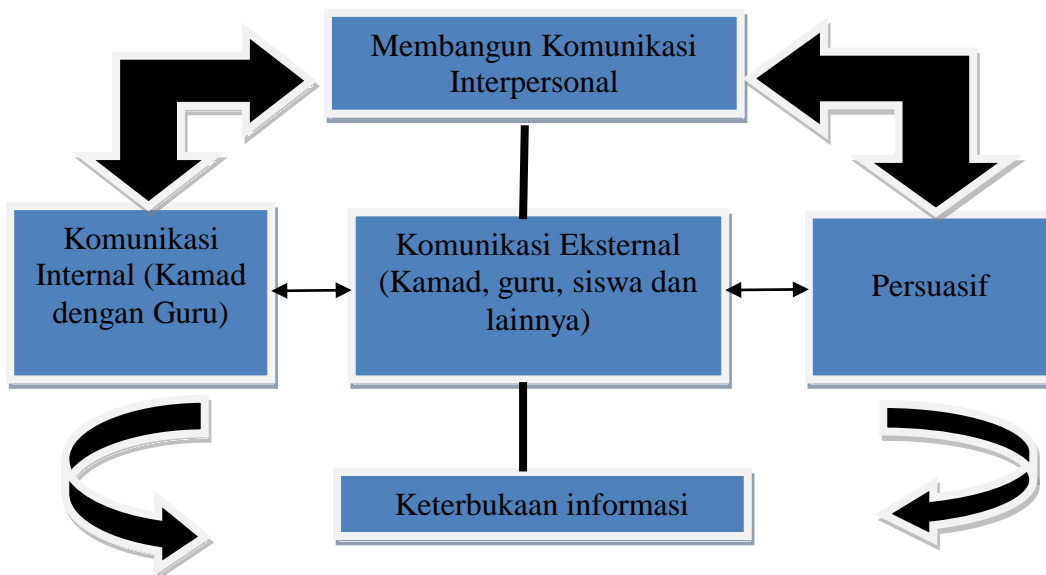 Membangun Komunikasi
Interpersonal
Komunikasi
Internal (Kamad
dengan Guru)
Komunikasi Eksternal
(Kamad, guru, siswa dan
lainnya)
Persuasif
Keterbukaan informasi